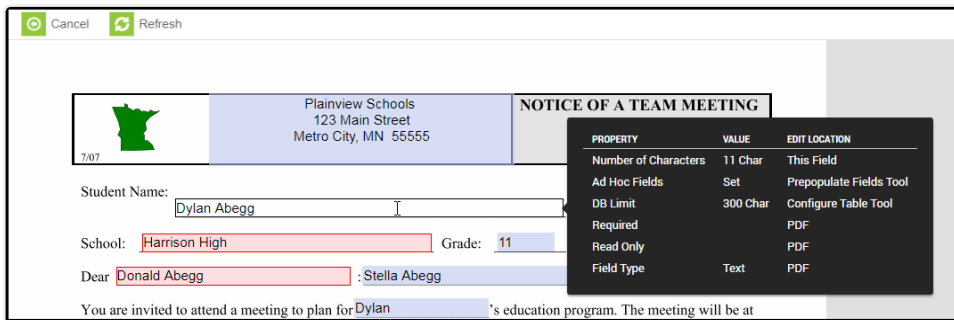 Cancel Refresh
Plainview Schools
123 Main Street
Metro City, MN 55555
NOTICE OF A TEAM MEETING
7/07
PROPERTY VALUE EDIT LOCATION
Number of Characters 11 Char This Field
Ad Hoc Fields Set Prepopulate Fields Tool
DB Limit 300 Char Configure Table Tool
Required PDF
Read Only PDF
Field Type Text PDF
Student Name:
Dylan Abegg
School: Harrison High Grade: 11
Dear Donald Abegg : Stella Abegg
You are invited to attend a meeting to plan for Dylan 's education program. The meeting will be at